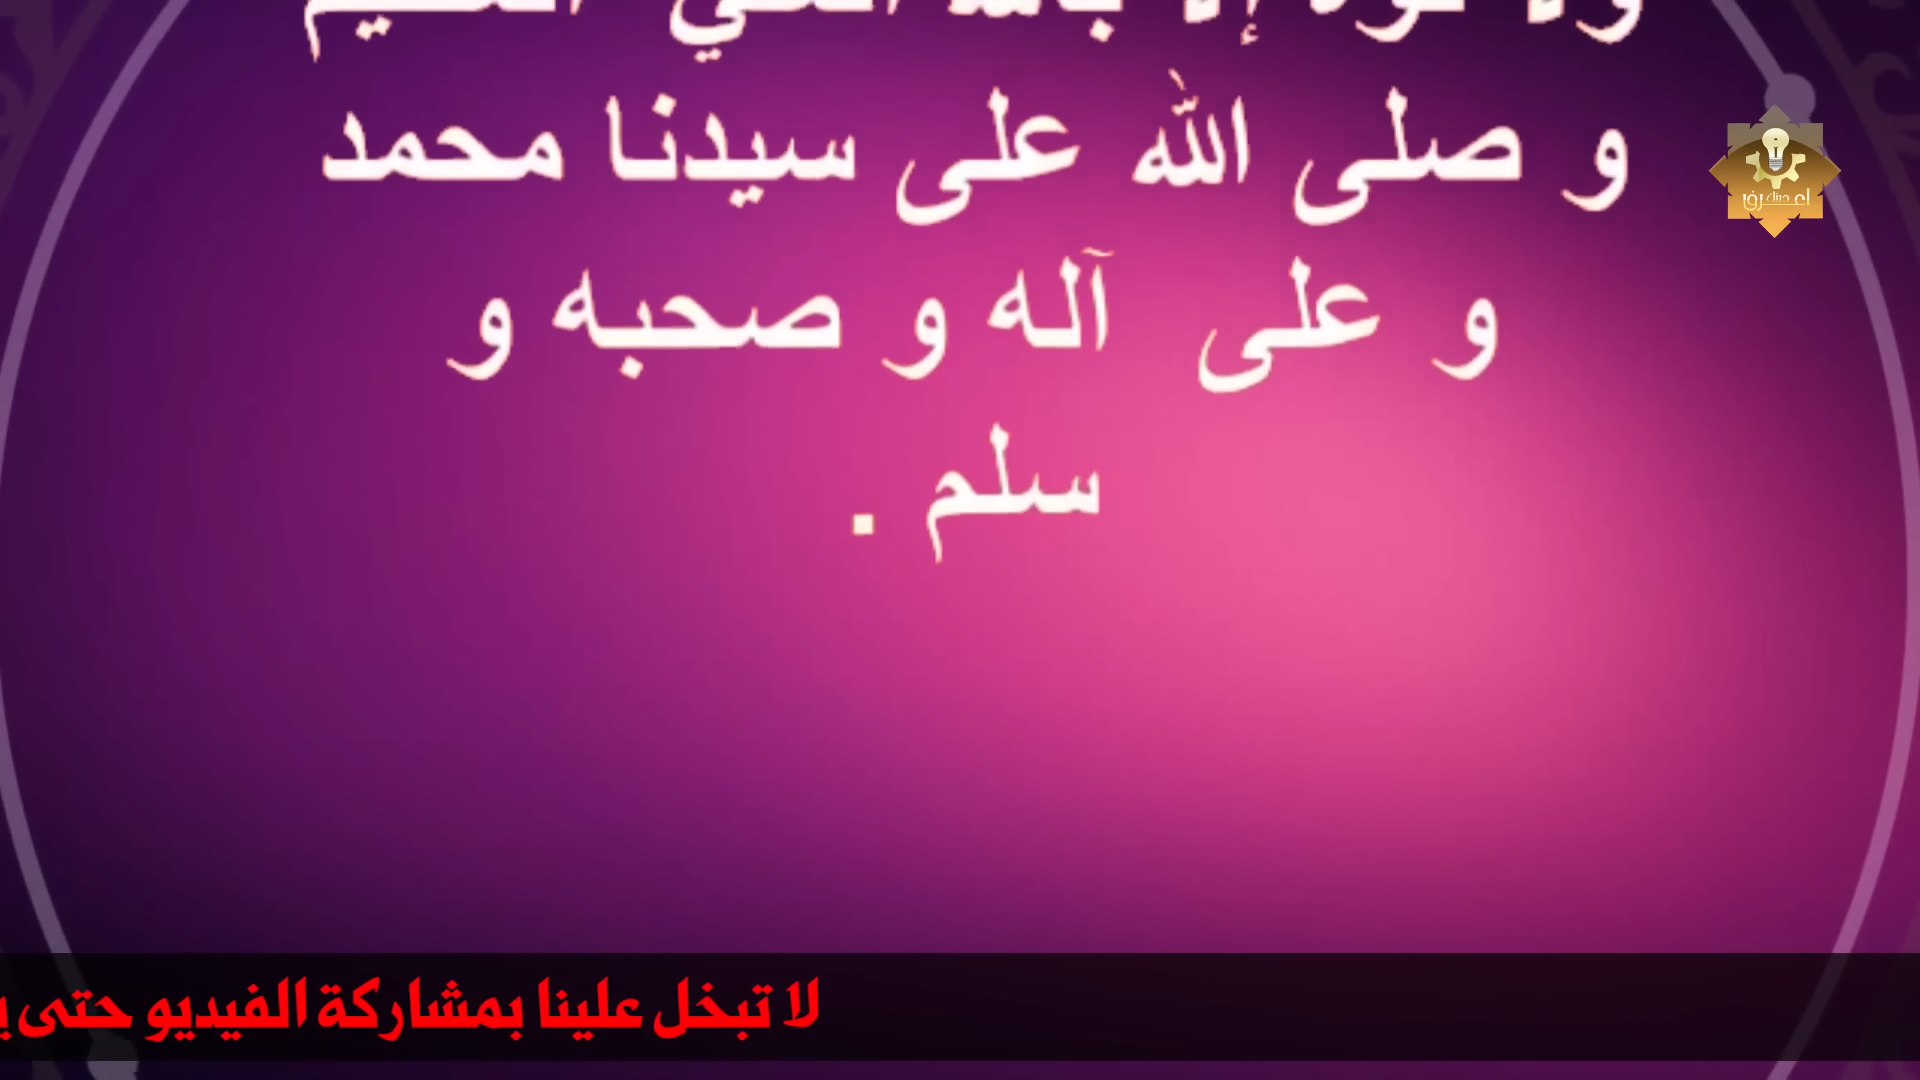 و صلى الله على سيدنا محمد
و على آله و صحبه و
سلم .
لا تبخل علينا بمشاركة الفيديو حتى